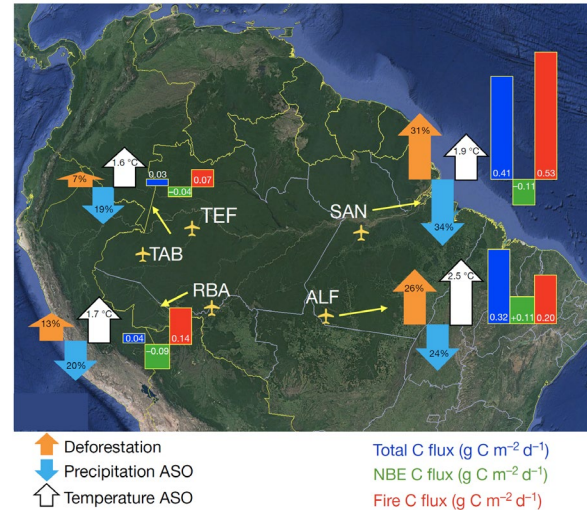 31%
1.9 °C
0.41
−0.11
0.53
34%
1.6 °C
7%
19%
0.03
−0.04
0.07
TEF
SAN
TAB
RBA
ALF
26%
2.5 °C
24%
0.32
+0.11
0.20
1.7 °C
13%
20%
0.04
−0.09
0.14
Deforestation
Precipitation ASO
Temperature ASO
Total C flux (g C m⁻² d⁻¹)
NBE C flux (g C m⁻² d⁻¹)
Fire C flux (g C m⁻² d⁻¹)